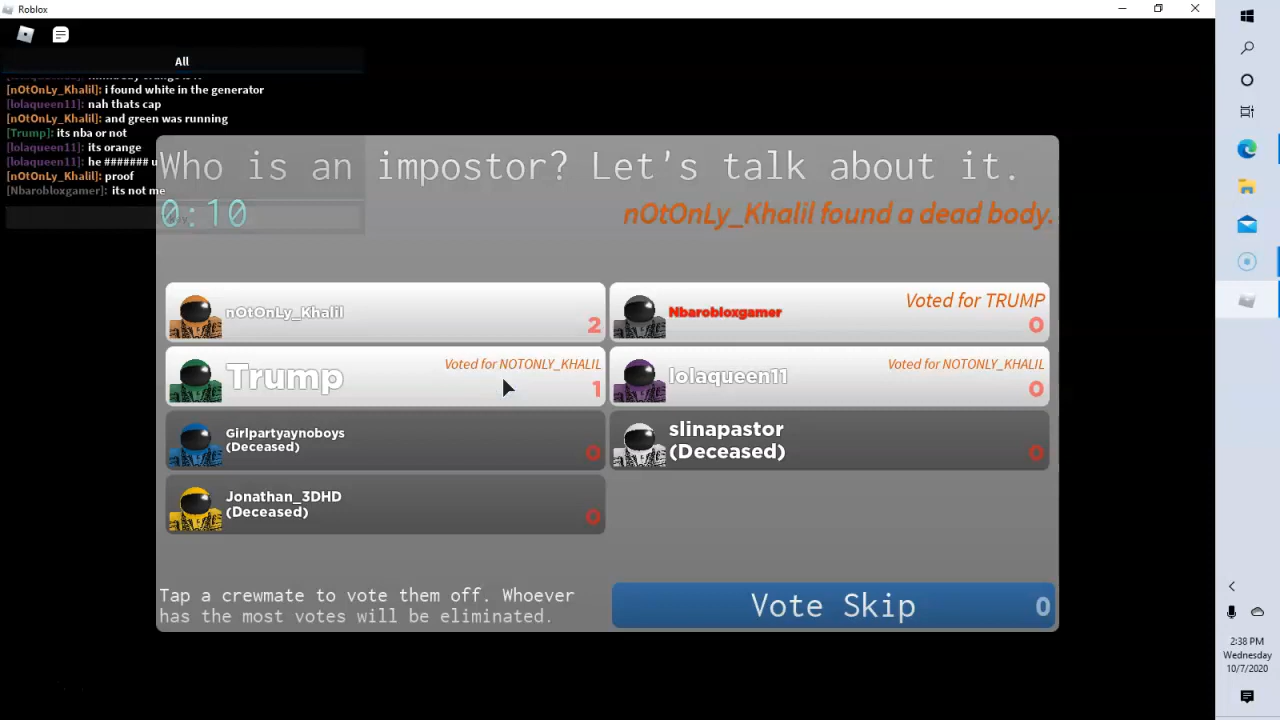 Roblox
All
[nOtOnLy_Khalil]: i found white in the generator
[lolaqueen11]: nah thats cap
[nOtOnLy_Khalil]: and green was running
[Trump]: its nba or not
[lolaqueen11]: its orange
[lolaqueen11]: he ####### u
[nOtOnLy_Khalil]: proof
[Nbarobloxgamer]: its not me
Who is an impostor? Let's talk about it.
0:10
nOtOnLy_Khalil found a dead body.
nOtOnLy_Khalil
2
Nbarobloxgamer
Voted for TRUMP
0
Trump
Voted for NOTONLY_KHALIL
1
lolaqueen11
Voted for NOTONLY_KHALIL
0
Girlpartyaynoboys
(Deceased)
0
slinapastor
(Deceased)
0
Jonathan_3DHD
(Deceased)
0
Tap a crewmate to vote them off. Whoever
has the most votes will be eliminated.
Vote Skip
0
2:38 PM
Wednesday
10/7/2020